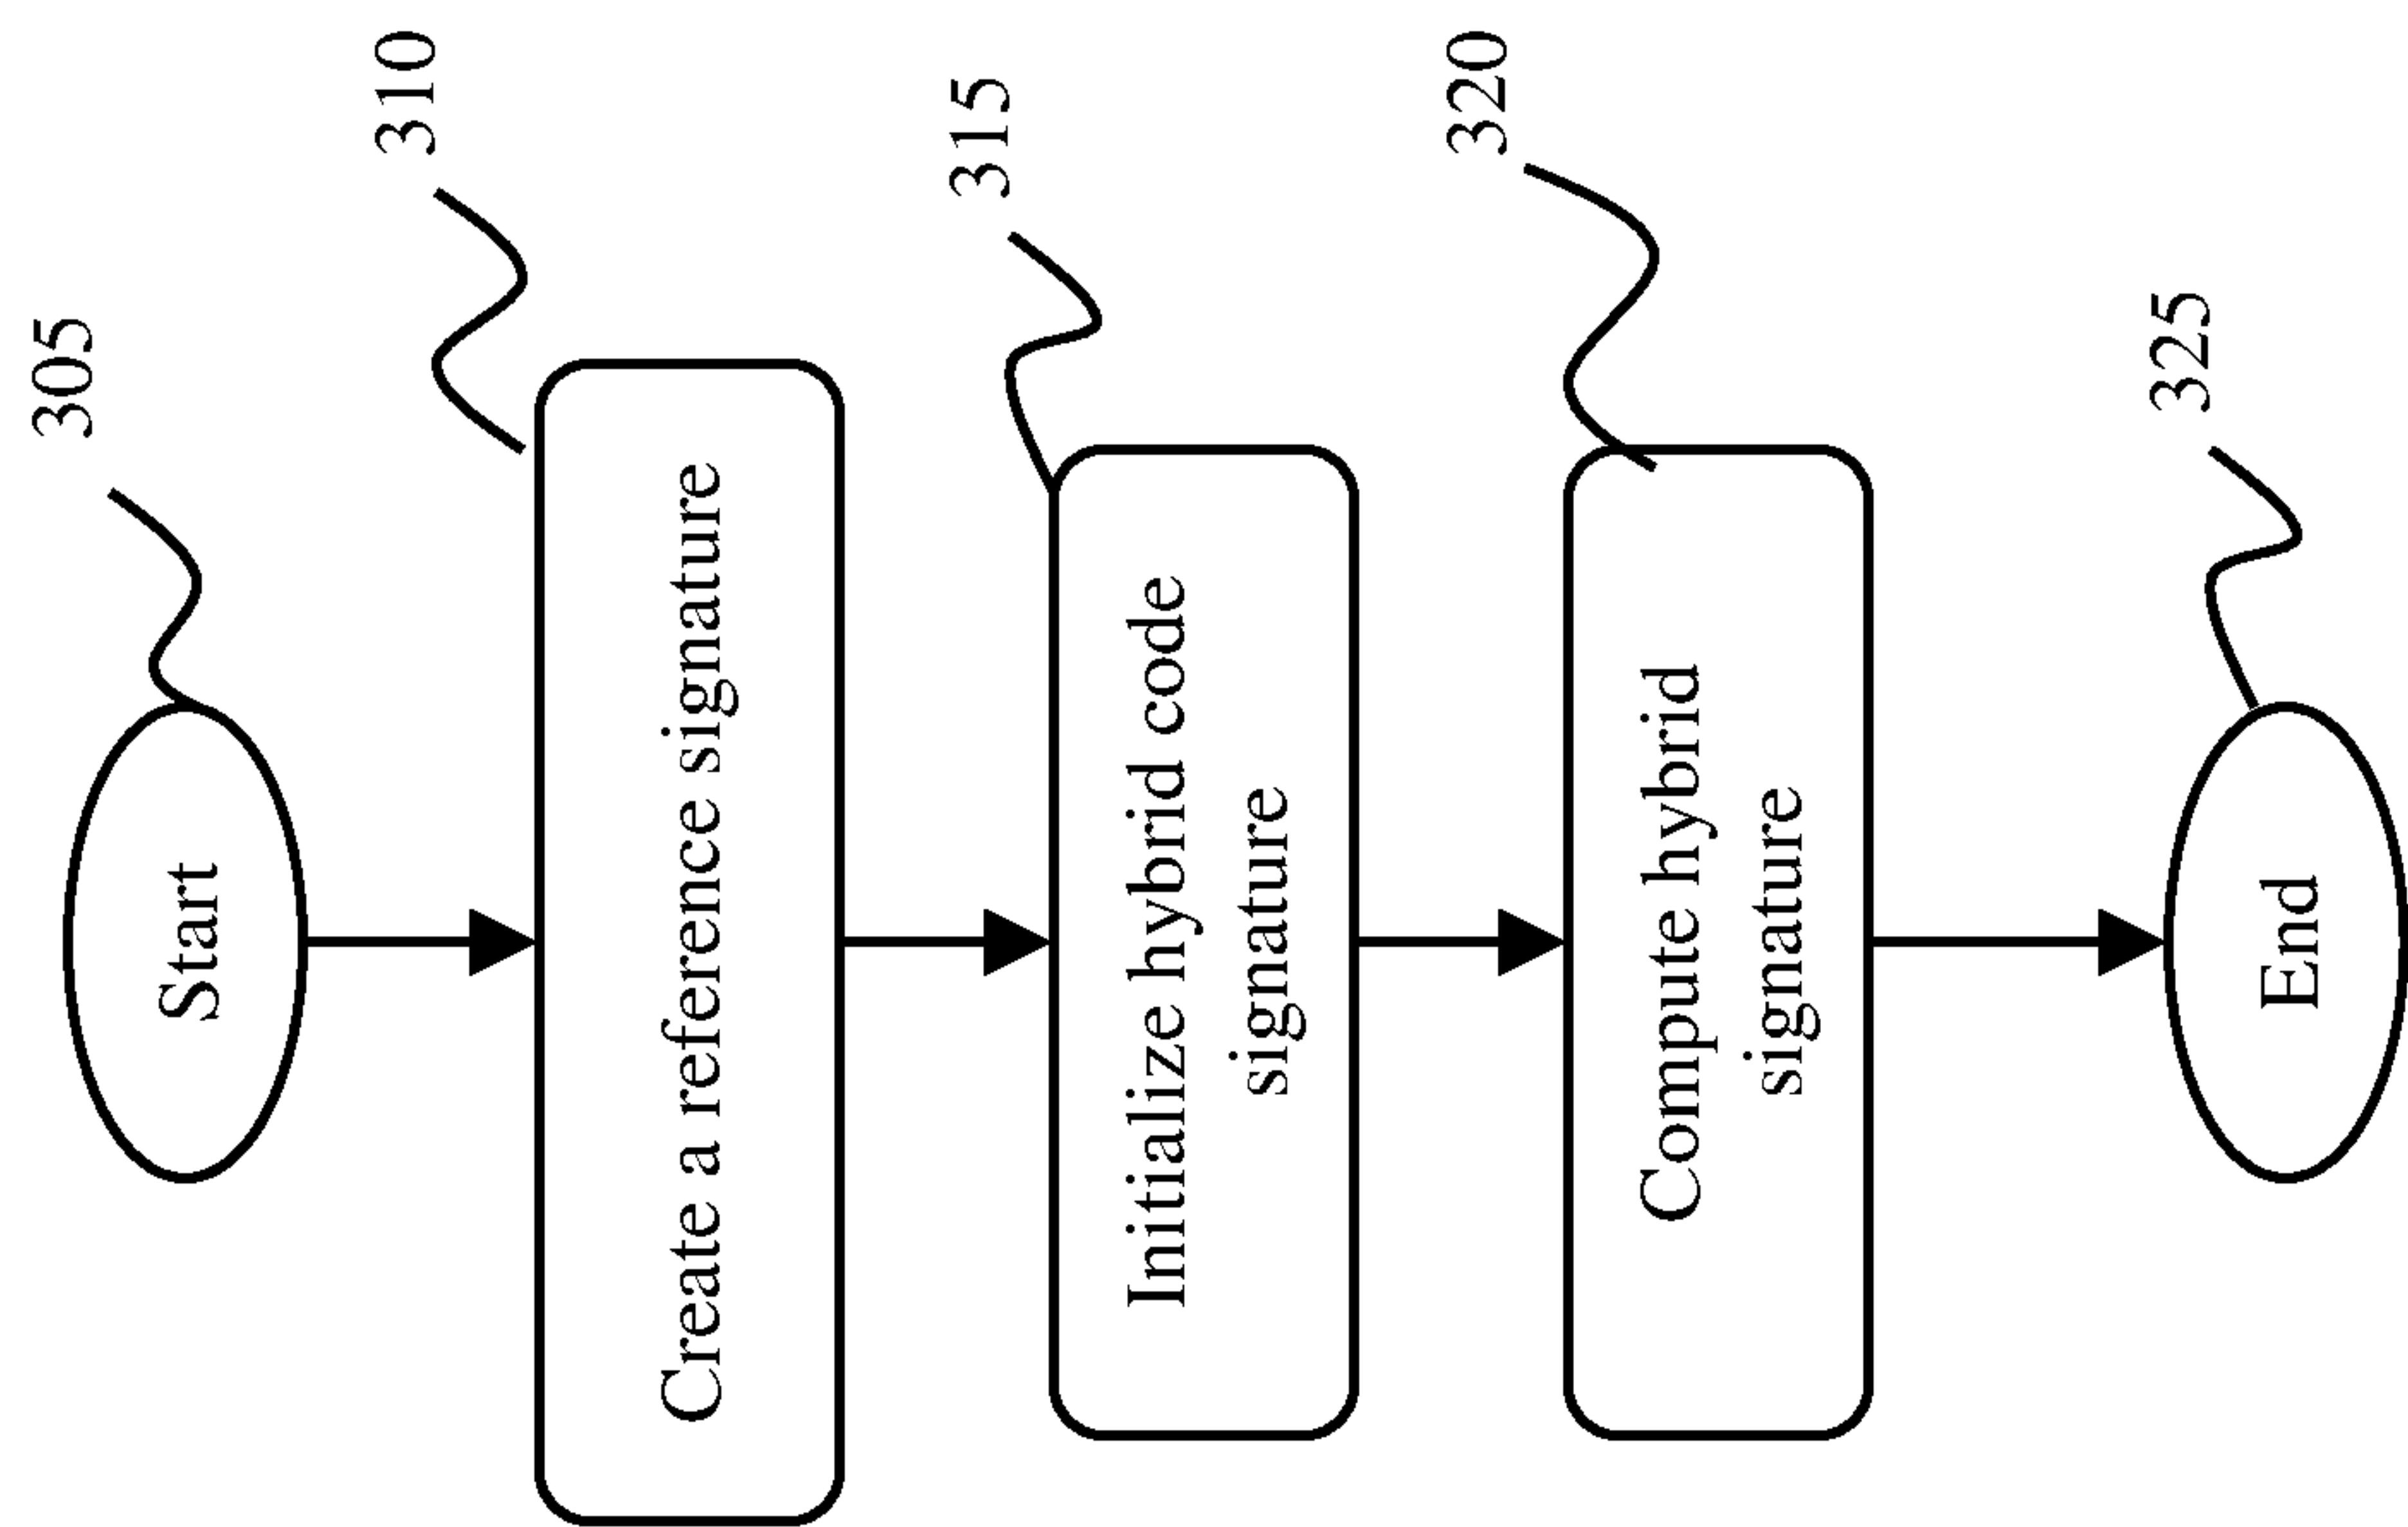 305
Start
310
Create a reference signature
315
Initialize hybrid code
signature
320
Compute hybrid
signature
325
End